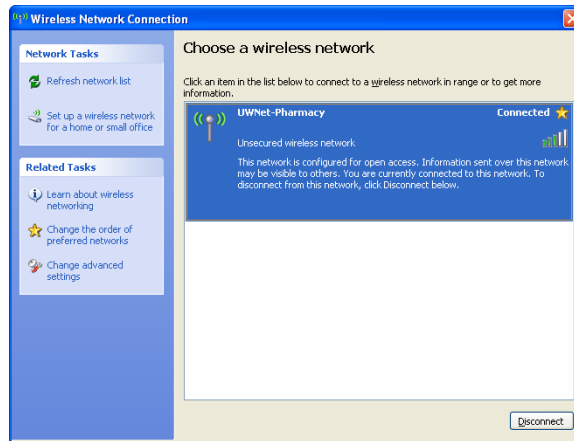 Wireless Network Connection
Network Tasks
Refresh network list
Set up a wireless network
for a home or small office
Related Tasks
Learn about wireless
networking
Change the order of
preferred networks
Change advanced
settings
Choose a wireless network
Click an item in the list below to connect to a wireless network in range or to get more
information.
UWNet-Pharmacy Connected
Unsecured wireless network
This network is configured for open access. Information sent over this network
may be visible to others. You are currently connected to this network. To
disconnect from this network, click Disconnect below.
Disconnect